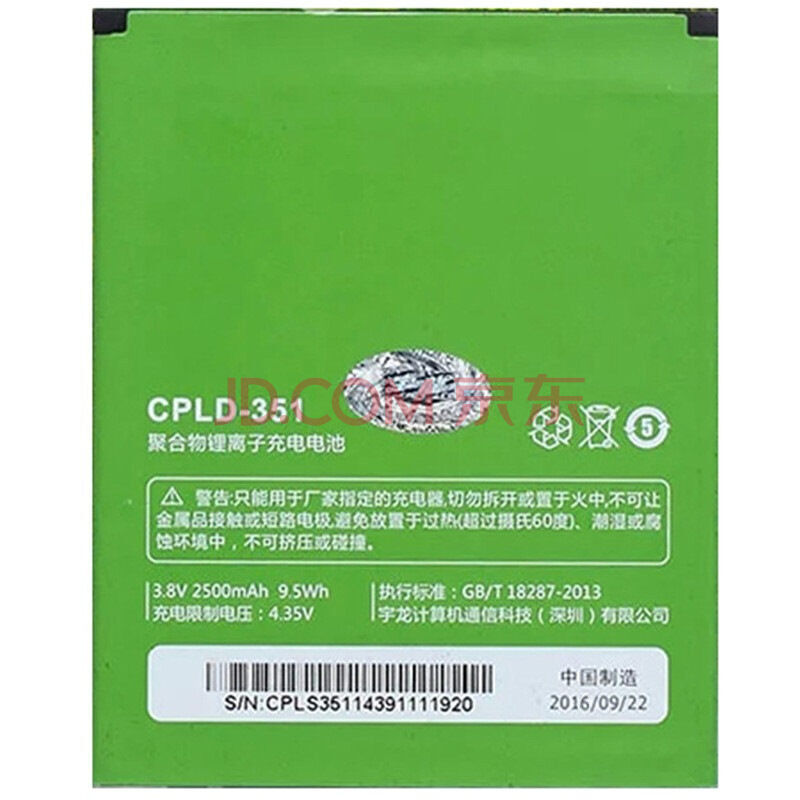 JD.COM 京东
CPLD-351
聚合物锂离子充电电池
5
警告:只能用于厂家指定的充电器,切勿拆开或置于火中,不可让
金属品接触或短路电极,避免放置于过热(超过摄氏60度)、潮湿或腐
蚀环境中，不可挤压或碰撞。
3.8V 2500mAh 9.5Wh
充电限制电压：4.35V
执行标准：GB/T 18287-2013
宇龙计算机通信科技（深圳）有限公司
S/N:CPLS35114391111920
中国制造
2016/09/22